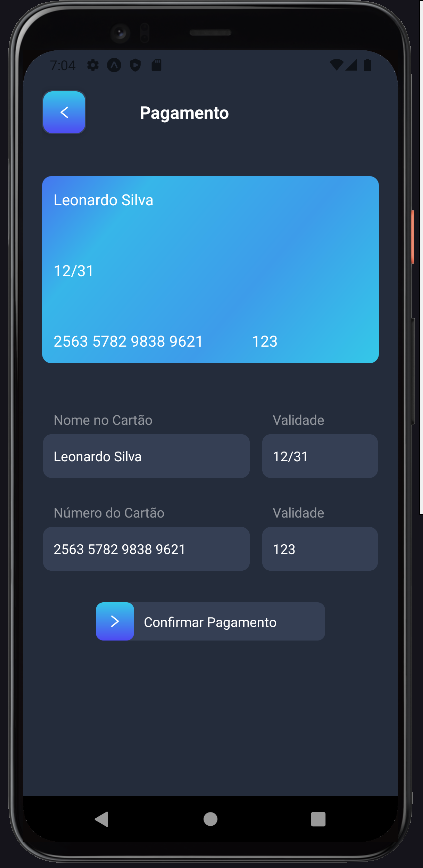 7:04
Pagamento
Leonardo Silva
12/31
2563 5782 9838 9621 123
Nome no Cartão Validade
Leonardo Silva 12/31
Número do Cartão Validade
2563 5782 9838 9621 123
Confirmar Pagamento